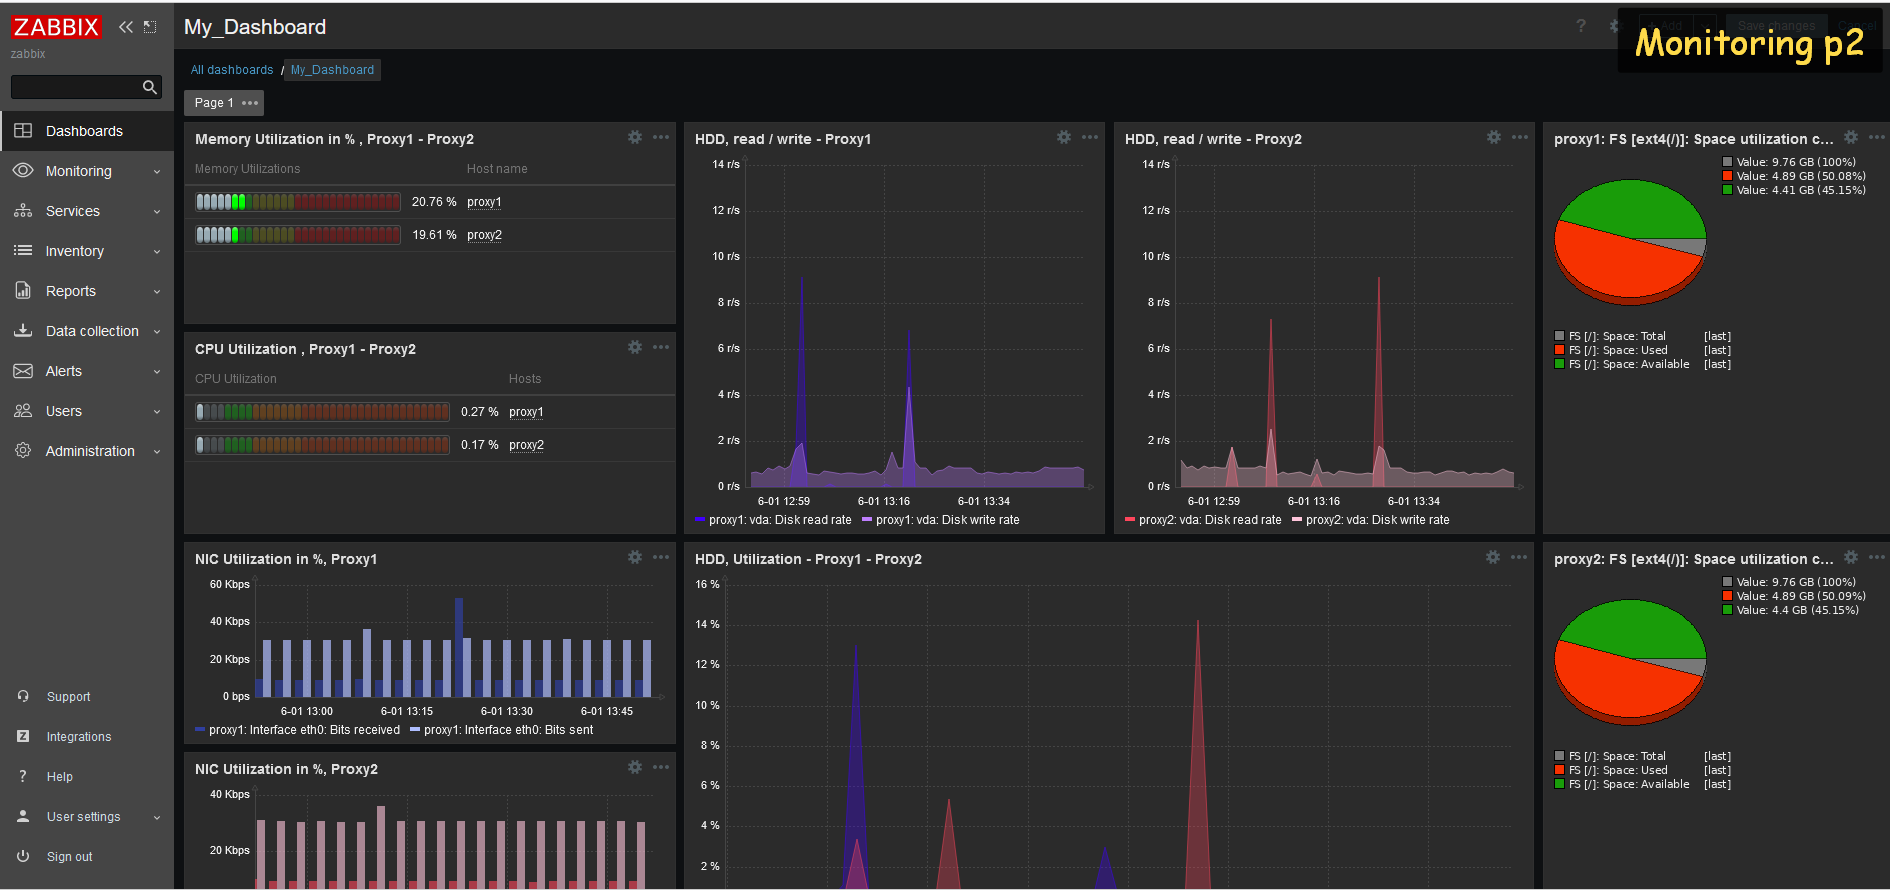 ZABBIX
zabbix
Dashboards
Monitoring
Services
Inventory
Reports
Data collection
Alerts
Users
Administration
Support
Integrations
Help
User settings
Sign out
My_Dashboard
? Add Save changes Cancel
Monitoring p2
All dashboards / My_Dashboard
Page 1
Memory Utilization in % , Proxy1 - Proxy2
Memory Utilizations Host name
20.76 % proxy1
19.61 % proxy2
CPU Utilization , Proxy1 - Proxy2
CPU Utilization Hosts
0.27 % proxy1
0.17 % proxy2
HDD, read / write - Proxy1
14 r/s
12 r/s
10 r/s
8 r/s
6 r/s
4 r/s
2 r/s
0 r/s
6-01 12:59 6-01 13:16 6-01 13:34
proxy1: vda: Disk read rate proxy1: vda: Disk write rate
HDD, read / write - Proxy2
14 r/s
12 r/s
10 r/s
8 r/s
6 r/s
4 r/s
2 r/s
0 r/s
6-01 12:59 6-01 13:16 6-01 13:34
proxy2: vda: Disk read rate proxy2: vda: Disk write rate
proxy1: FS [ext4(/)]: Space utilization c...
Value: 9.76 GB (100%)
Value: 4.89 GB (50.08%)
Value: 4.41 GB (45.15%)
FS [/]: Space: Total [last]
FS [/]: Space: Used [last]
FS [/]: Space: Available [last]
NIC Utilization in %, Proxy1
60 Kbps
40 Kbps
20 Kbps
0 bps
6-01 13:00 6-01 13:15 6-01 13:30 6-01 13:45
proxy1: Interface eth0: Bits received proxy1: Interface eth0: Bits sent
NIC Utilization in %, Proxy2
40 Kbps
20 Kbps
HDD, Utilization - Proxy1 - Proxy2
16 %
14 %
12 %
10 %
8 %
6 %
4 %
2 %
proxy2: FS [ext4(/)]: Space utilization c...
Value: 9.76 GB (100%)
Value: 4.89 GB (50.09%)
Value: 4.4 GB (45.15%)
FS [/]: Space: Total [last]
FS [/]: Space: Used [last]
FS [/]: Space: Available [last]